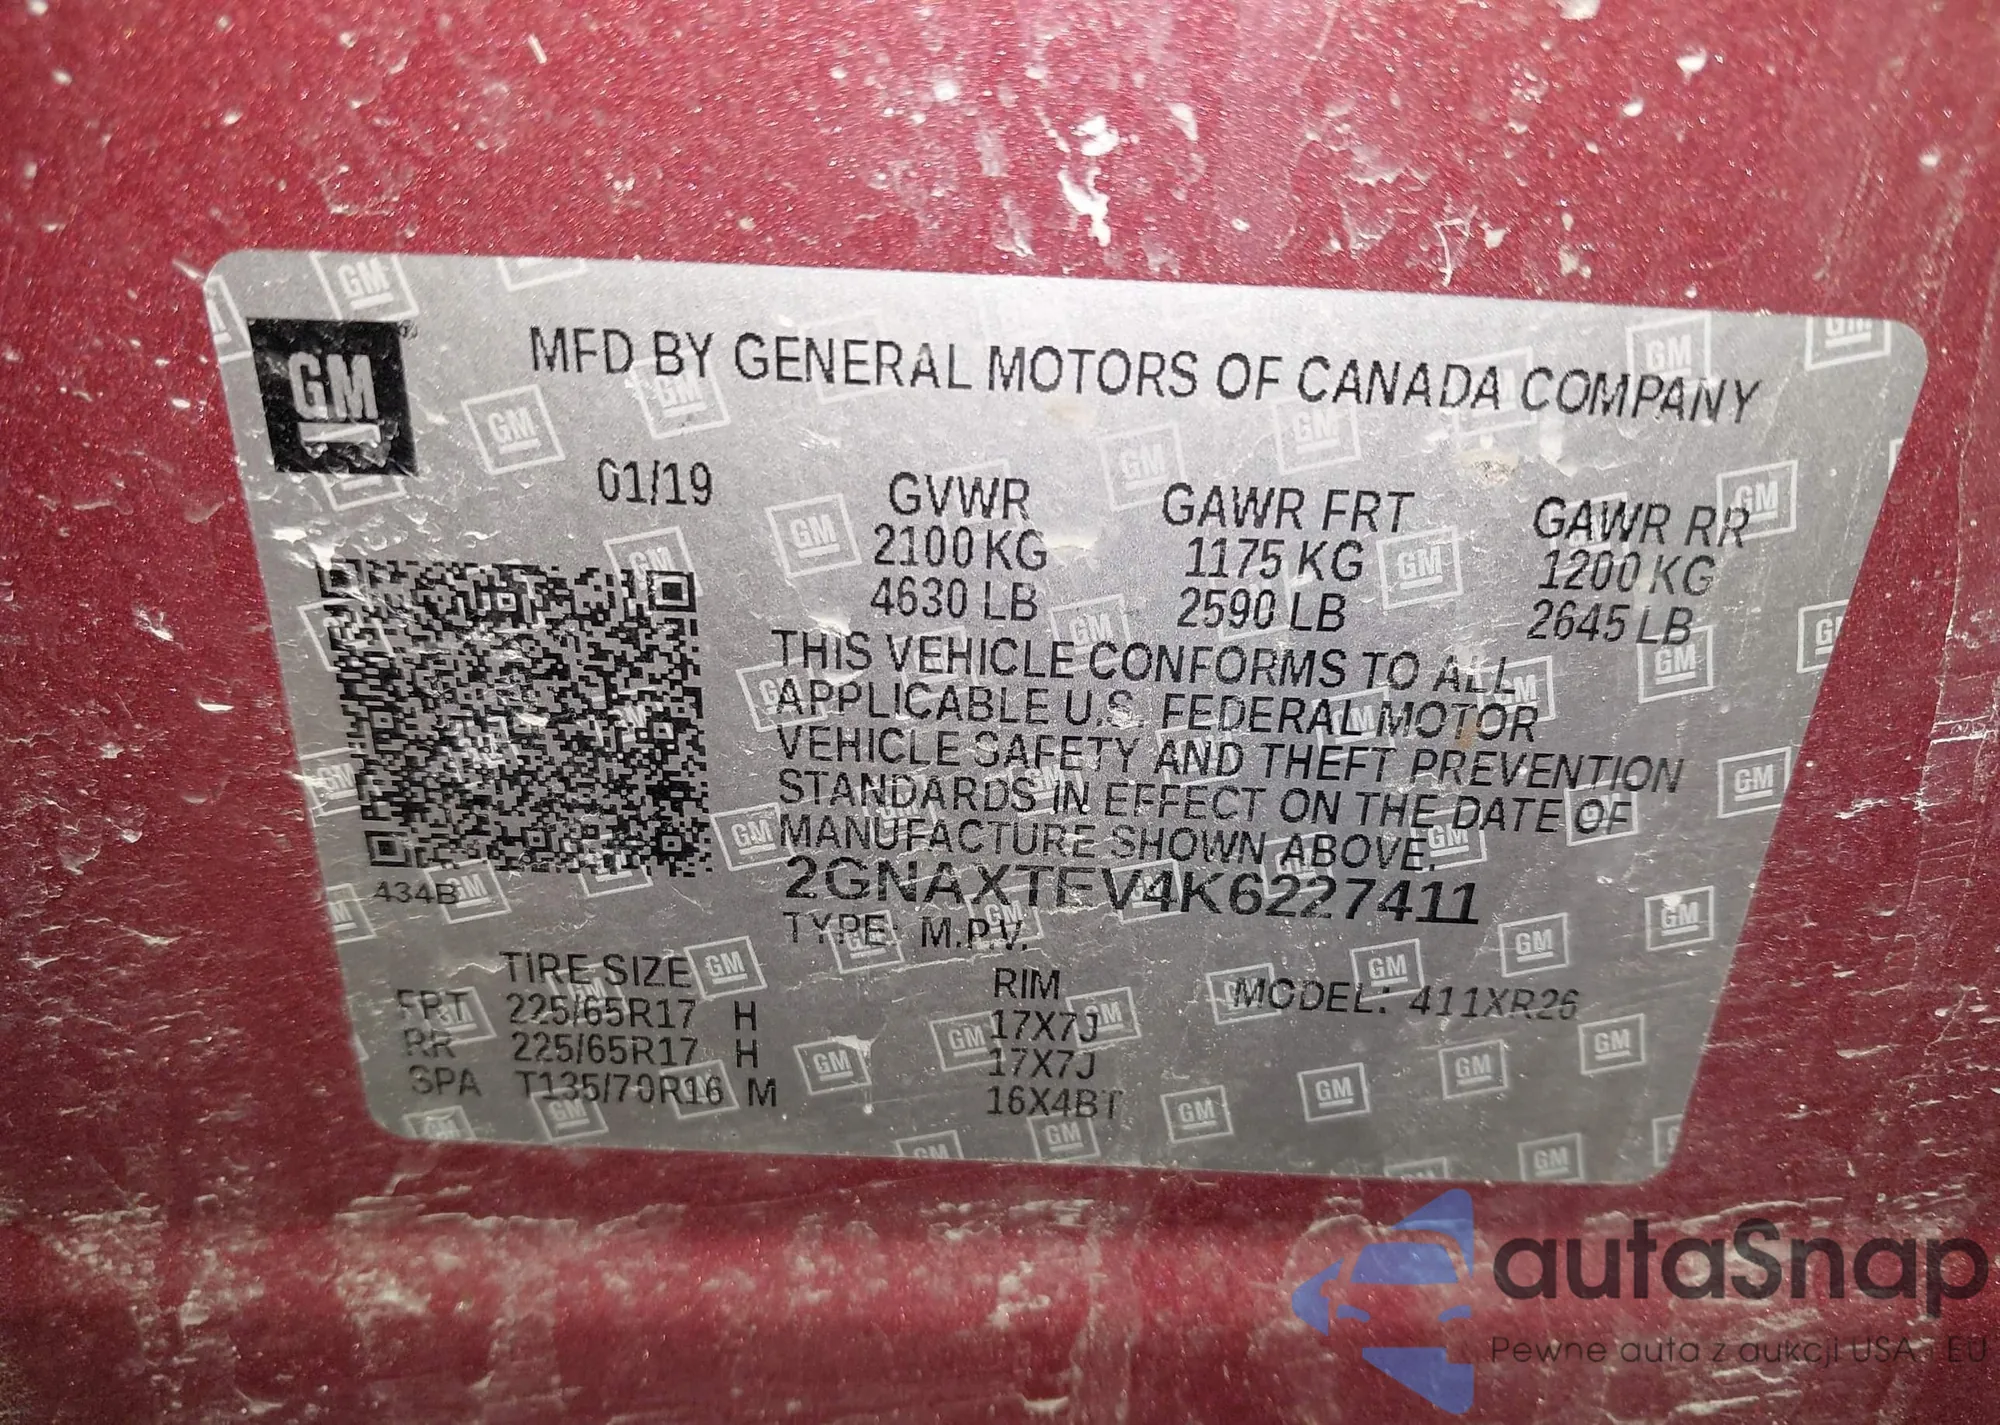 GM
MFD BY GENERAL MOTORS OF CANADA COMPANY
01/19
GVWR GAWR FRT GAWR RR
2100 KG 1175 KG 1200 KG
4630 LB 2590 LB 2645 LB
THIS VEHICLE CONFORMS TO ALL
APPLICABLE U.S. FEDERAL MOTOR
VEHICLE SAFETY AND THEFT PREVENTION
STANDARDS IN EFFECT ON THE DATE OF
MANUFACTURE SHOWN ABOVE.
2GNAXTEV4K6227411
434B
TYPE: M.P.V.
TIRE SIZE RIM MODEL: 411XR26
FRT 225/65R17 H 17X7J
RR 225/65R17 H 17X7J
SPA T135/70R16 M 16X4BT
autaSnap
Pewne auta z aukcji USA i EU